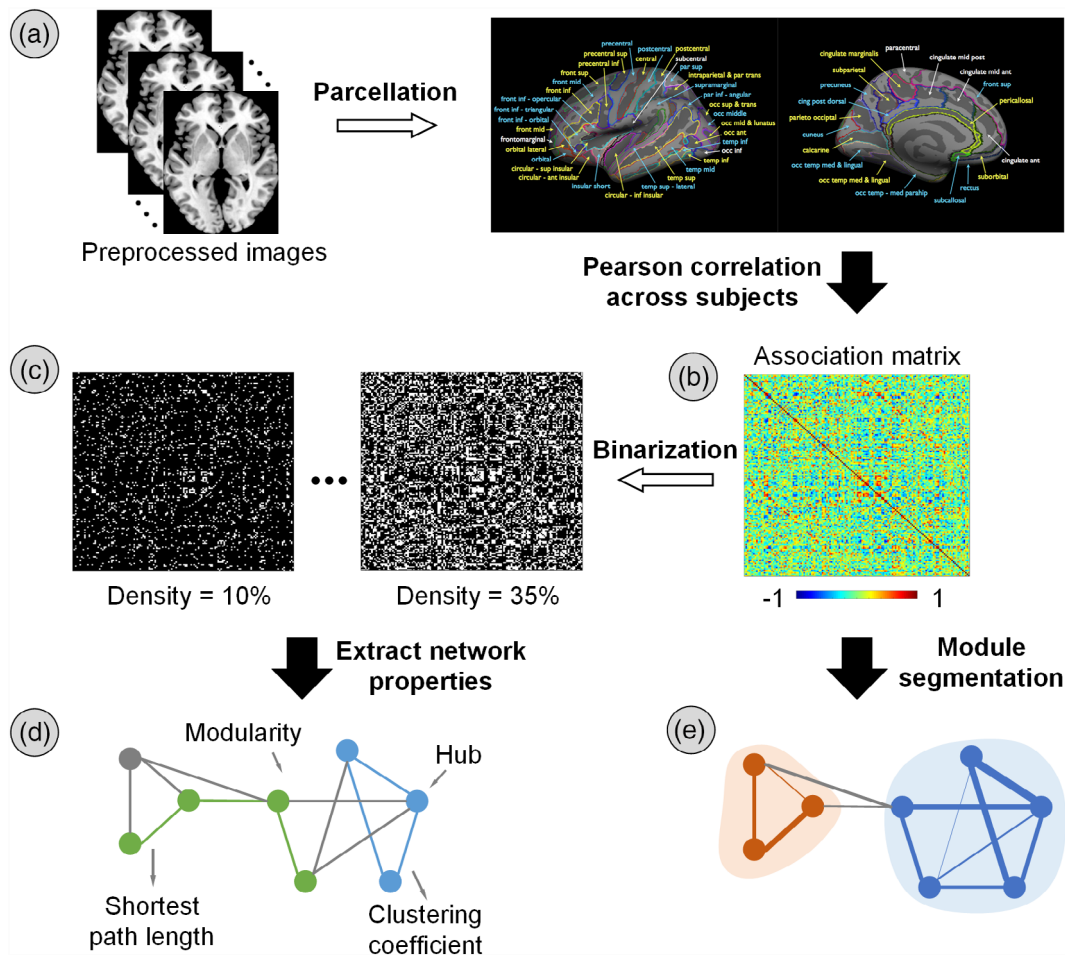 (a)
Preprocessed images
Parcellation
precentral
postcentral
postcentral
precentral sup
central
subcentral
precentral inf
par sup
front sup
intraparietal & par trans
front mid
supramarginal
front inf
par inf - angular
front inf - opercular
occ sup & trans
front inf - triangular
occ middle
front inf - orbital
occ mid & lunatus
front mid
occ ant
frontomarginal
temp inf
orbital lateral
occ inf
orbital
temp inf
circular - sup insular
temp mid
circular - ant insular
temp sup
insular short
temp sup - lateral
circular - inf insular
cingulate marginalis
paracentral
cingulate mid post
subparietal
cingulate mid ant
precuneus
front sup
cing post dorsal
pericallosal
parieto occipital
cuneus
calcarine
cingulate ant
occ temp med & lingual
suborbital
occ temp med & lingual
rectus
occ temp - med parahip
subcallosal
Pearson correlation
across subjects
(b)
Association matrix
-1 1
Binarization
(c)
Density = 10%
Density = 35%
Extract network
properties
Module
segmentation
(d)
Modularity
Hub
Shortest
path length
Clustering
coefficient
(e)